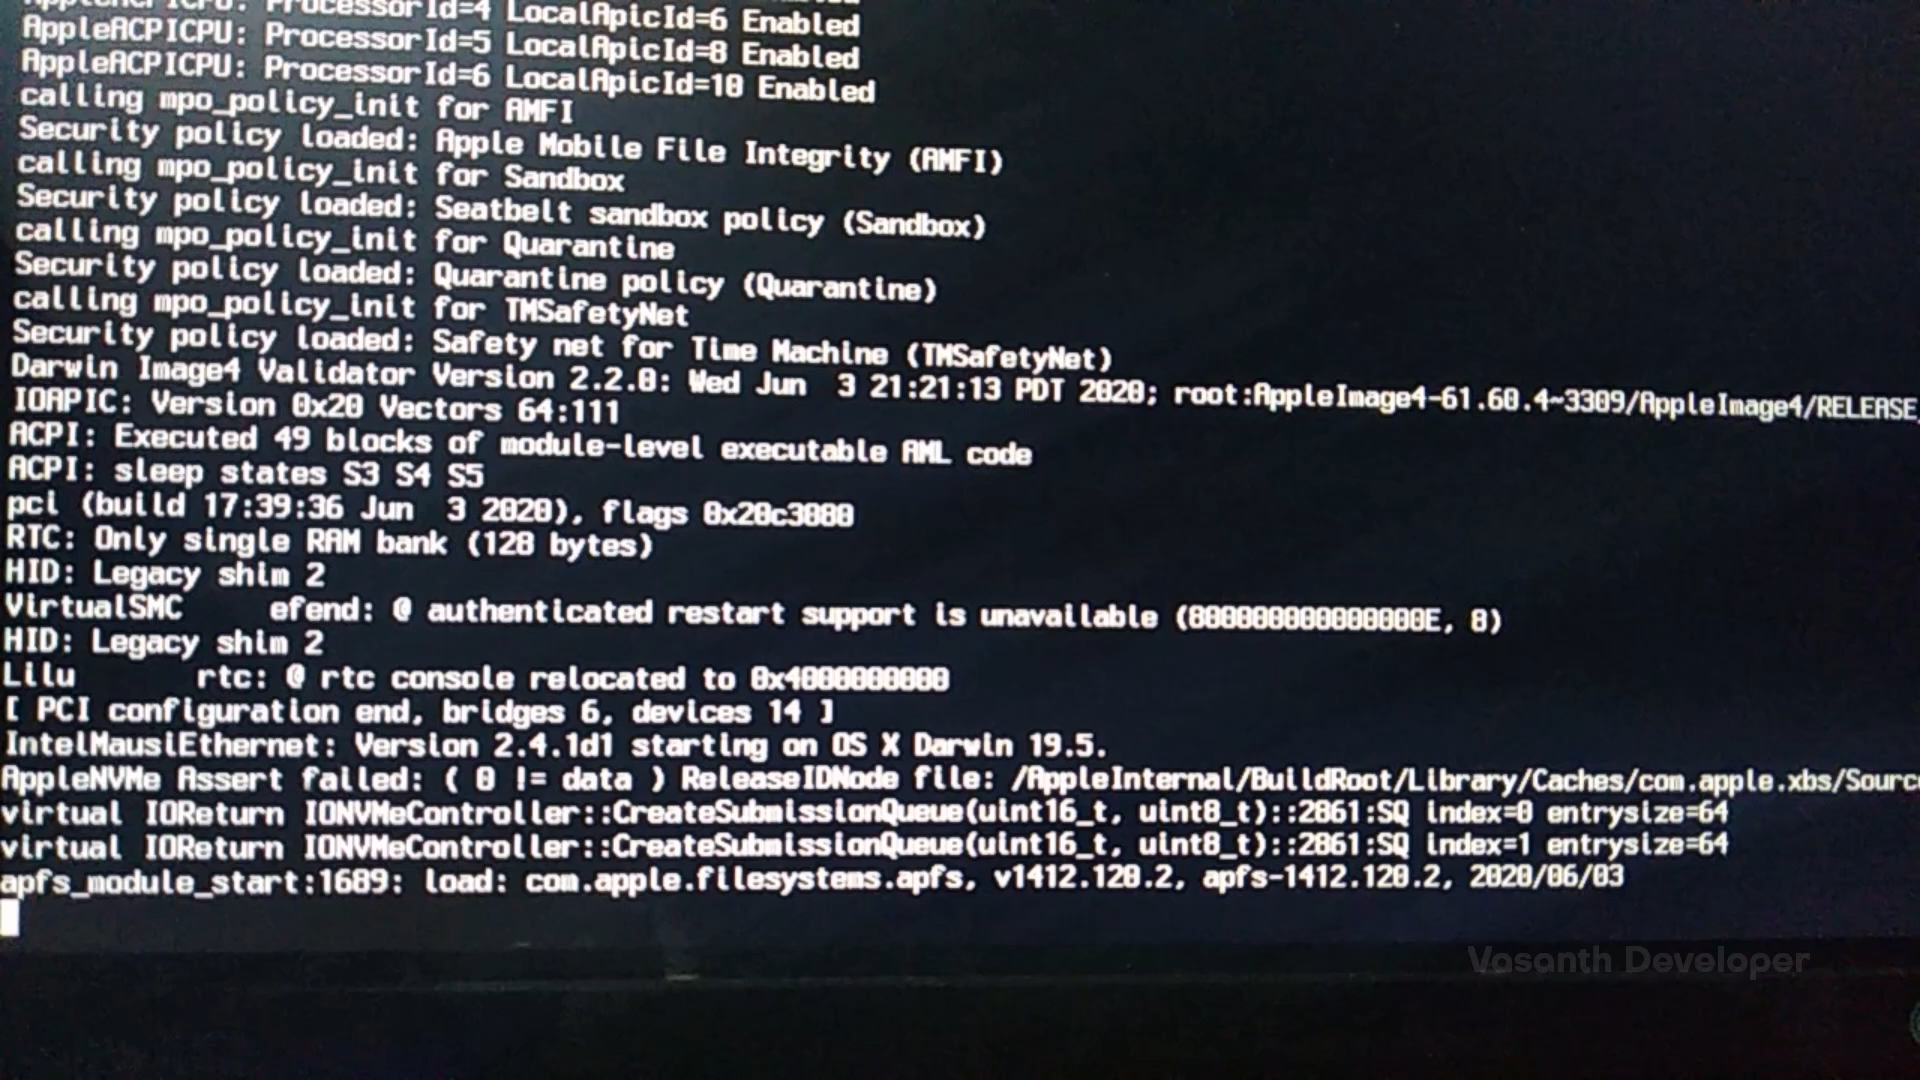 AppleACPICPU: ProcessorId=4 LocalApicId=6 Enabled
AppleACPICPU: ProcessorId=5 LocalApicId=8 Enabled
AppleACPICPU: ProcessorId=6 LocalApicId=10 Enabled
calling mpo_policy_init for AMFI
Security policy loaded: Apple Mobile File Integrity (AMFI)
calling mpo_policy_init for Sandbox
Security policy loaded: Seatbelt sandbox policy (Sandbox)
calling mpo_policy_init for Quarantine
Security policy loaded: Quarantine policy (Quarantine)
calling mpo_policy_init for TMSafetyNet
Security policy loaded: Safety net for Time Machine (TMSafetyNet)
Darwin Image4 Validator Version 2.2.0: Wed Jun  3 21:21:13 PDT 2020; root:AppleImage4-61.60.4~3309/AppleImage4/RELEASE_
IOAPIC: Version 0x20 Vectors 64:111
ACPI: Executed 49 blocks of module-level executable AML code
ACPI: sleep states S3 S4 S5
pci (build 17:39:36 Jun  3 2020), flags 0x20c3080
RTC: Only single RAM bank (128 bytes)
HID: Legacy shim 2
VirtualSMC     efend: @ authenticated restart support is unavailable (800000000000000E, 8)
HID: Legacy shim 2
Lilu       rtc: @ rtc console relocated to 0x4000000000
[ PCI configuration end, bridges 6, devices 14 ]
IntelMausiEthernet: Version 2.4.1d1 starting on OS X Darwin 19.5.
AppleNVMe Assert failed: ( 0 != data ) ReleaseIDNode file: /AppleInternal/BuildRoot/Library/Caches/com.apple.xbs/Sourc
virtual IOReturn IONVMeController::CreateSubmissionQueue(uint16_t, uint8_t)::2861:SQ index=0 entrysize=64
virtual IOReturn IONVMeController::CreateSubmissionQueue(uint16_t, uint8_t)::2861:SQ index=1 entrysize=64
apfs_module_start:1689: load: com.apple.filesystems.apfs, v1412.120.2, apfs-1412.120.2, 2020/06/03
Vasanth Developer